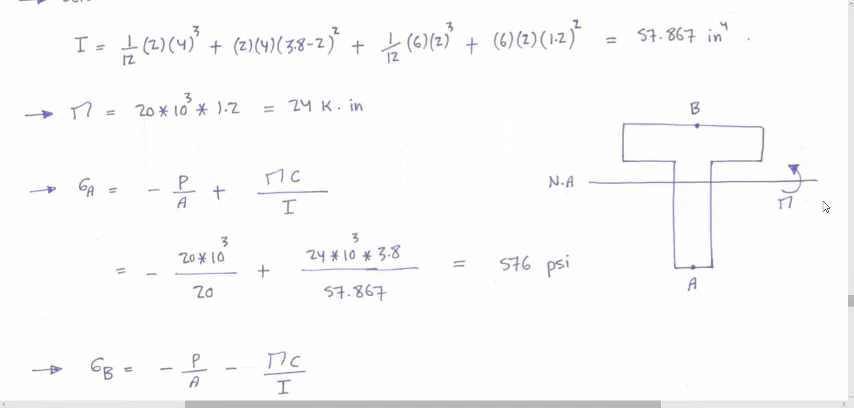 I = 1/12 (2)(4)^3 + (2)(4)(3.8-2)^2 + 1/12 (6)(2)^3 + (6)(2)(1.2)^2 = 57.867 in^4 .
→ M = 20*10^3 * 1.2 = 24 K. in
B
→ σA = - P/A + MC/I
N.A
M
= - 20*10^3/20 + 24*10^3*3.8/57.867 = 576 psi
A
→ σB = - P/A - MC/I